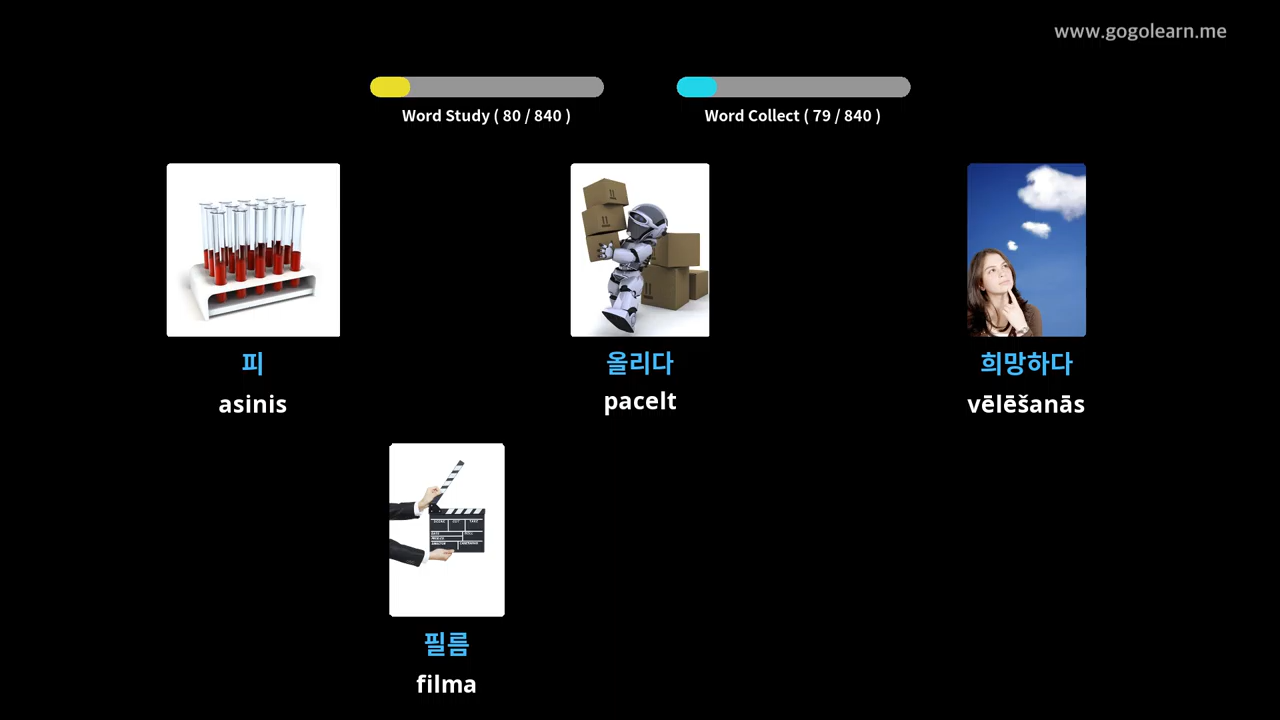 www.gogolearn.me
Word Study ( 80 / 840 )
Word Collect ( 79 / 840 )
피
asinis
올리다
pacelt
희망하다
vēlēšanās
필름
filma